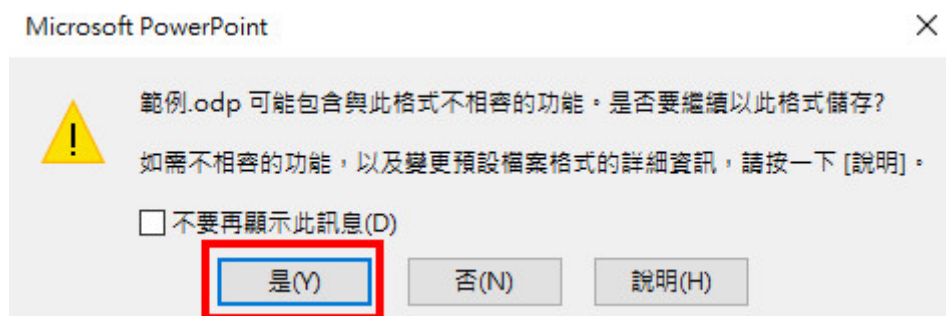 Microsoft PowerPoint
範例.odp 可能包含與此格式不相容的功能。是否要繼續以此格式儲存?
如需不相容的功能，以及變更預設檔案格式的詳細資訊，請按一下 [說明]。
不要再顯示此訊息(D)
是(Y) 否(N) 說明(H)